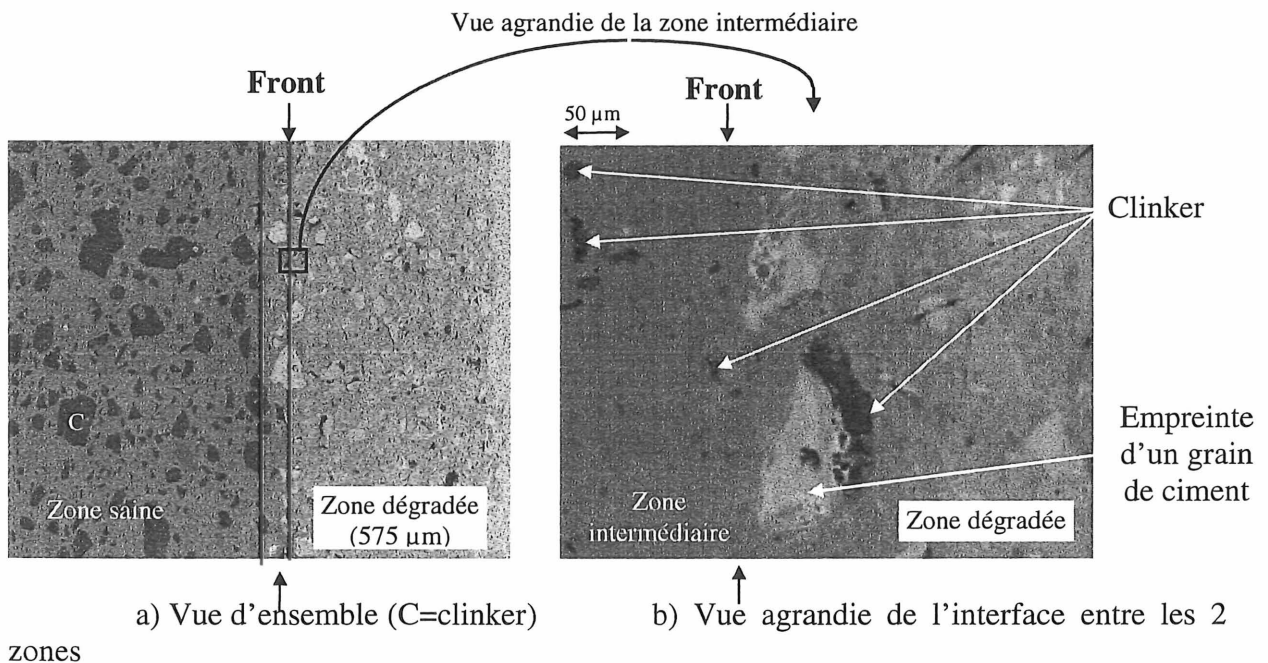 Vue agrandie de la zone intermédiaire
Front
Front
50 µm
Clinker
C
Empreinte
d'un grain
de ciment
Zone saine
Zone dégradée
(575 µm)
Zone
intermédiaire
Zone dégradée
a) Vue d'ensemble (C=clinker)
b) Vue agrandie de l'interface entre les 2
zones